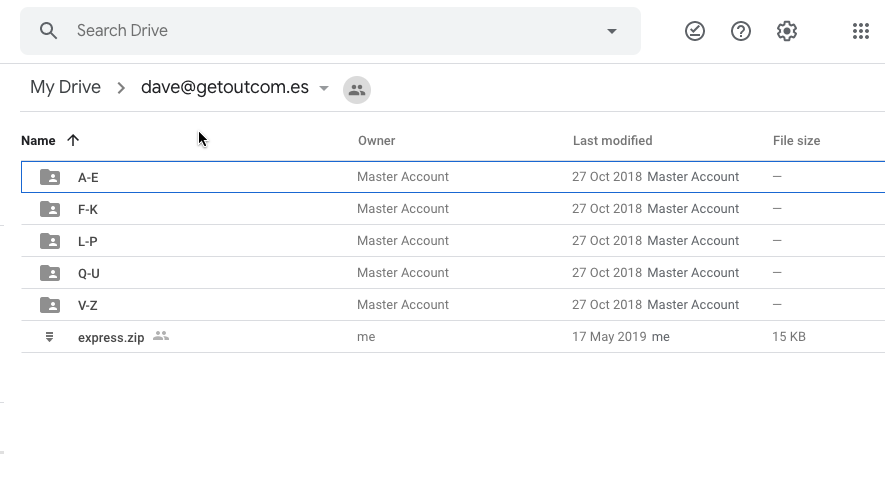 Search Drive
My Drive dave@getoutcom.es
Name Owner Last modified File size
A-E Master Account 27 Oct 2018 Master Account —
F-K Master Account 27 Oct 2018 Master Account —
L-P Master Account 27 Oct 2018 Master Account —
Q-U Master Account 27 Oct 2018 Master Account —
V-Z Master Account 27 Oct 2018 Master Account —
express.zip me 17 May 2019 me 15 KB